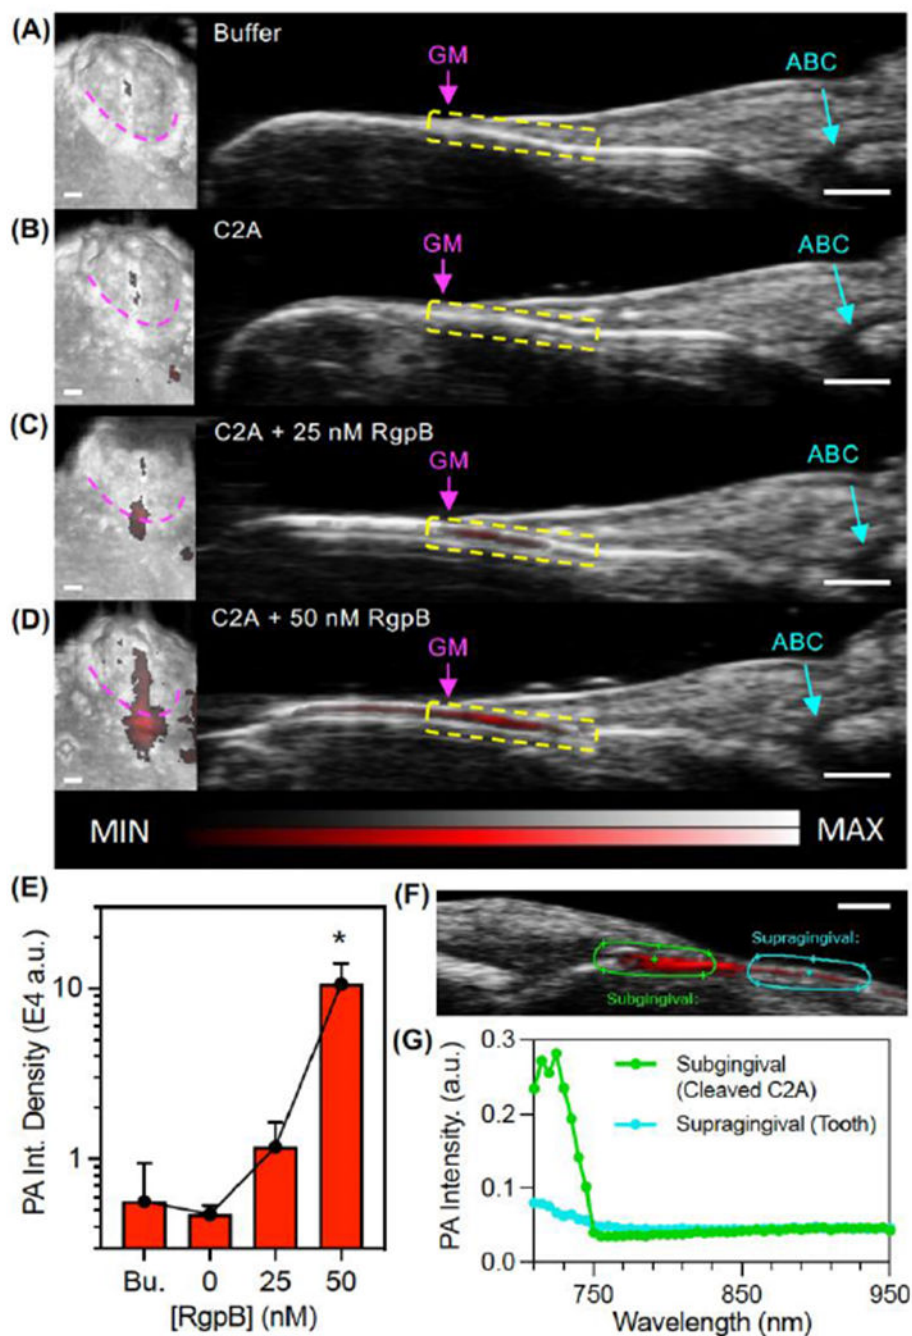 (A)
Buffer
GM
ABC
(B)
C2A
GM
ABC
(C)
C2A + 25 nM RgpB
GM
ABC
(D)
C2A + 50 nM RgpB
GM
ABC
MIN
MAX
(E)
PA Int. Density (E4 a.u.)
10
1
*
Bu. 0 25 50
[RgpB] (nM)
(F)
Supragingival:
Subgingival:
(G)
PA Intensity. (a.u.)
0.3
0.2
0.1
0.0
Subgingival
(Cleaved C2A)
Supragingival (Tooth)
750 850 950
Wavelength (nm)